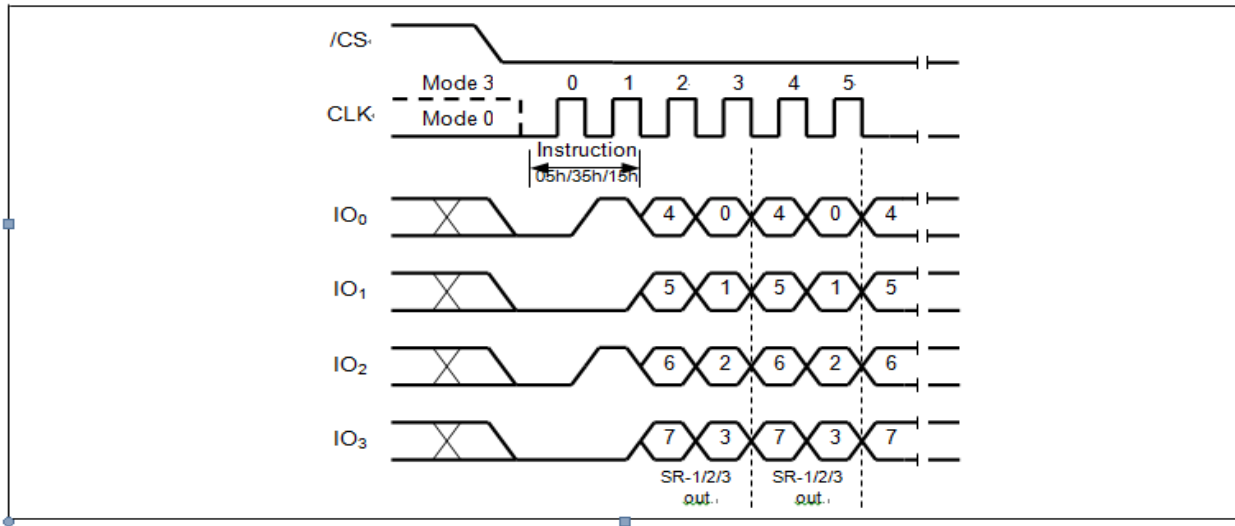 /CS
Mode 3 0 1 2 3 4 5
CLK Mode 0
Instruction
05h/35h/15h
IO₀ 4 0 4 0 4
IO₁ 5 1 5 1 5
IO₂ 6 2 6 2 6
IO₃ 7 3 7 3 7
SR-1/2/3 SR-1/2/3
out out